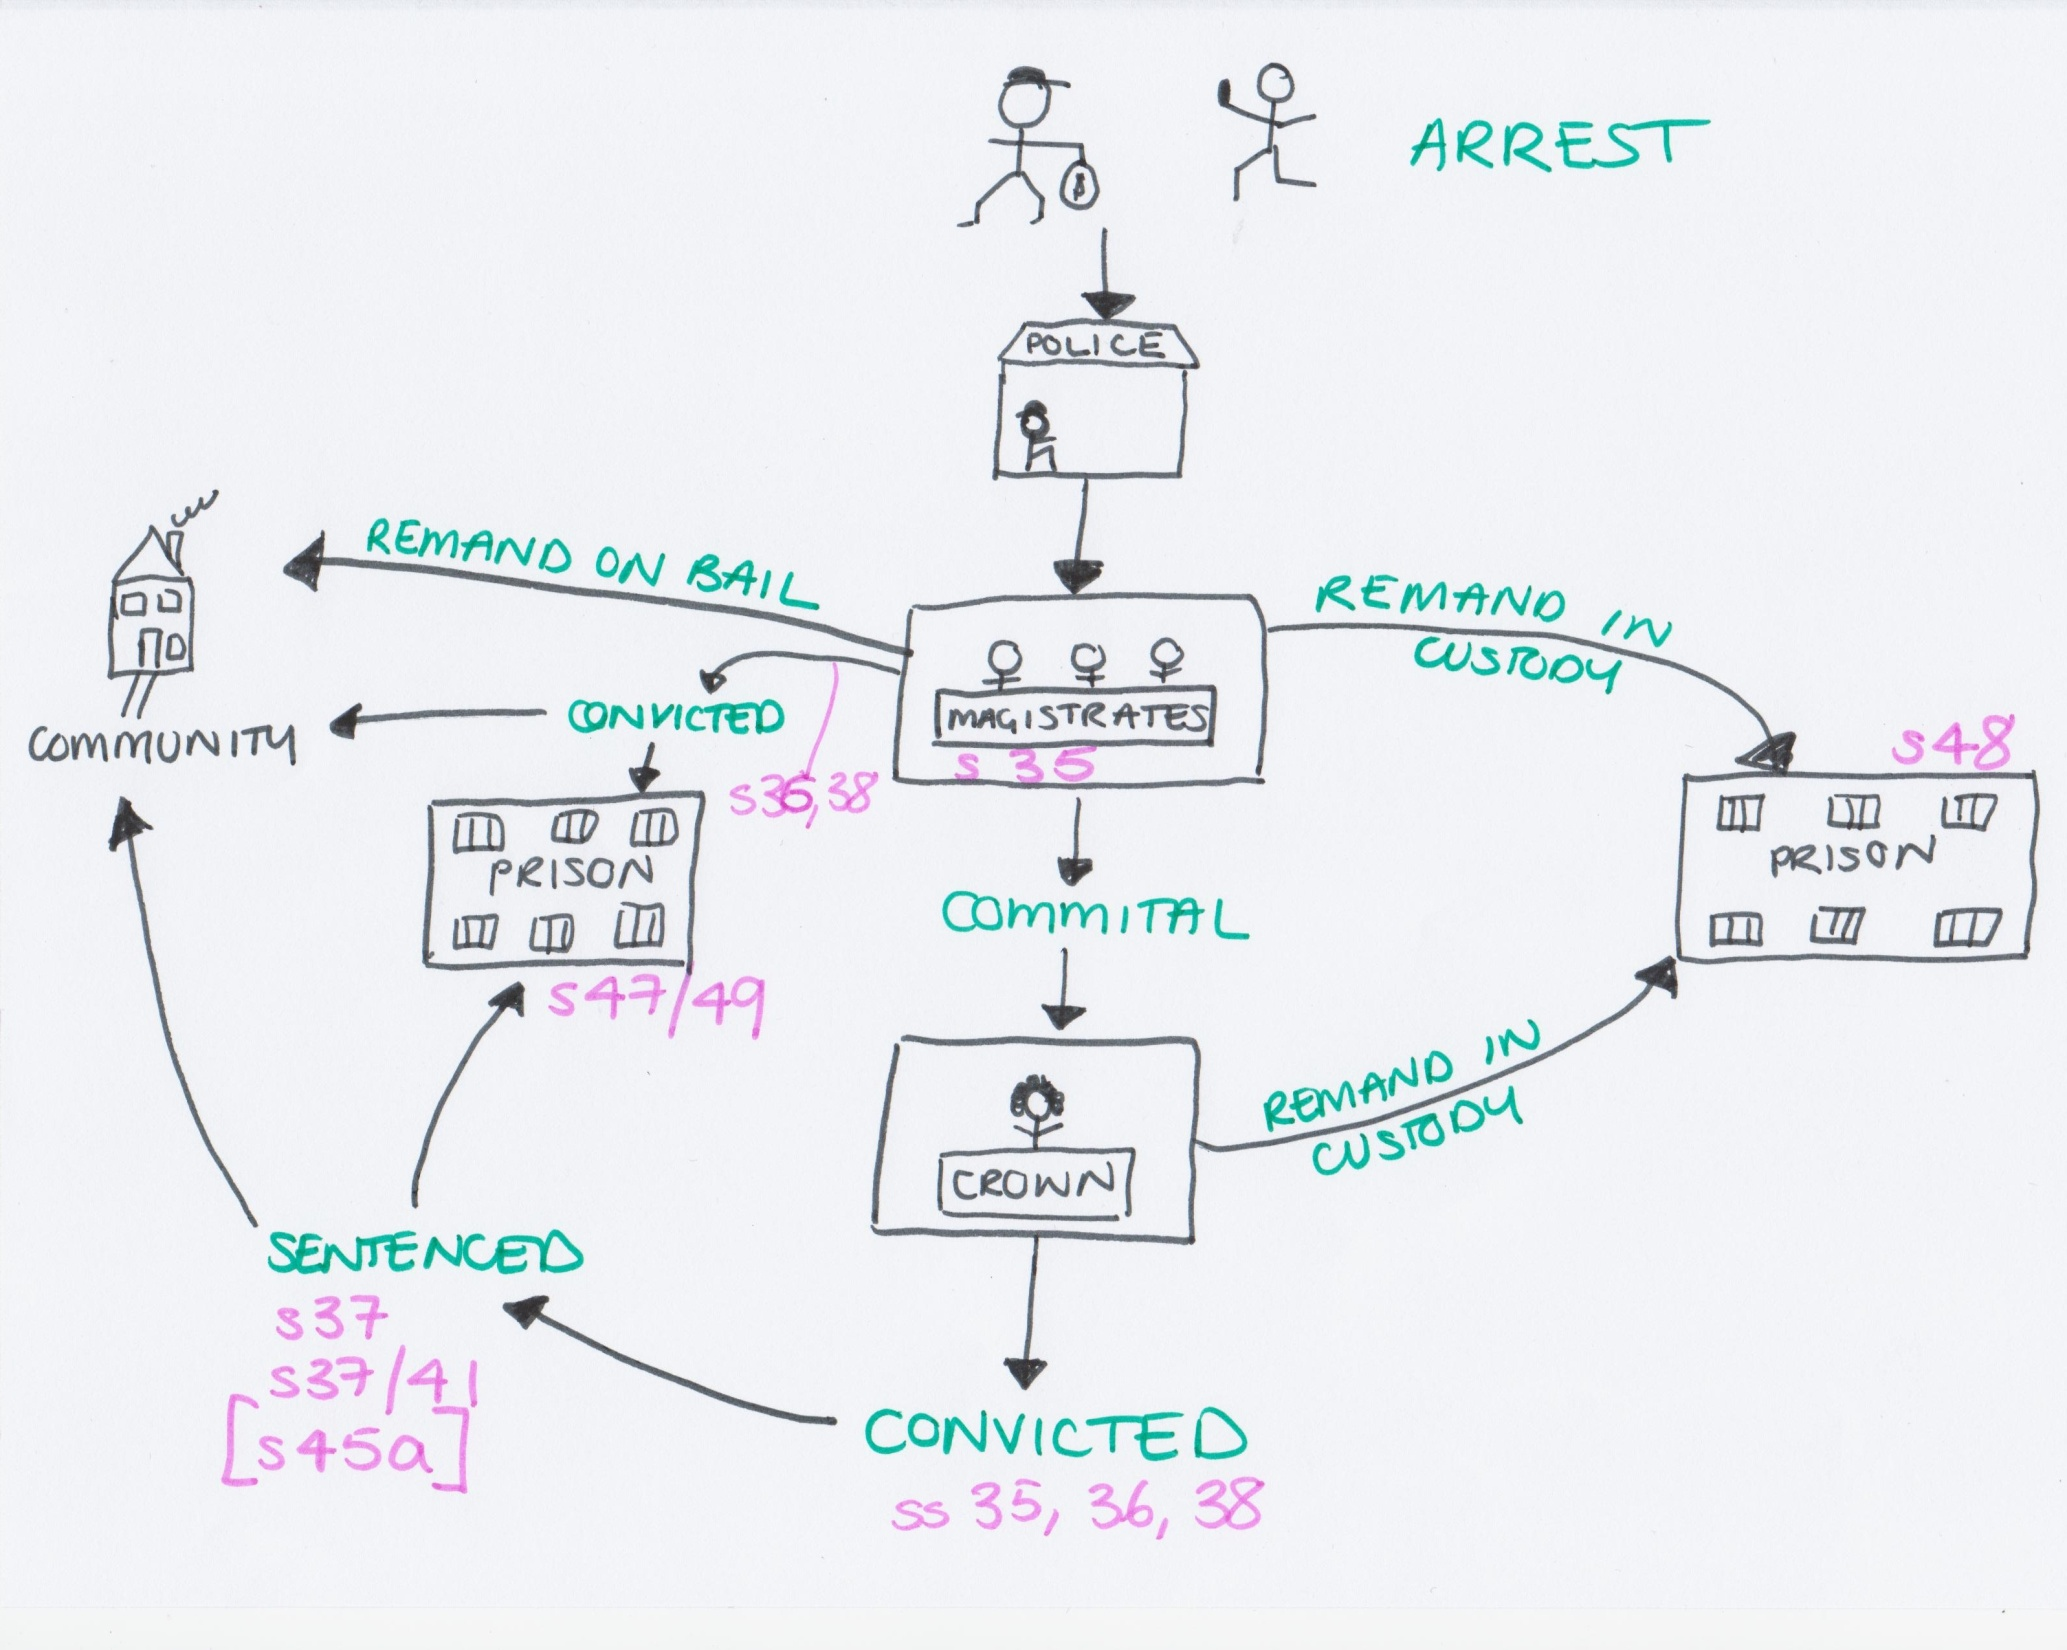 ARREST
POLICE
REMAND ON BAIL
REMAND IN
CUSTODY
COMMUNITY
CONVICTED
MAGISTRATES
s 35
s36,38
s48
PRISON
PRISON
s47/49
COMMITAL
REMAND IN
CUSTODY
CROWN
SENTENCED
s37
s37/41
[s45a]
CONVICTED
ss 35, 36, 38